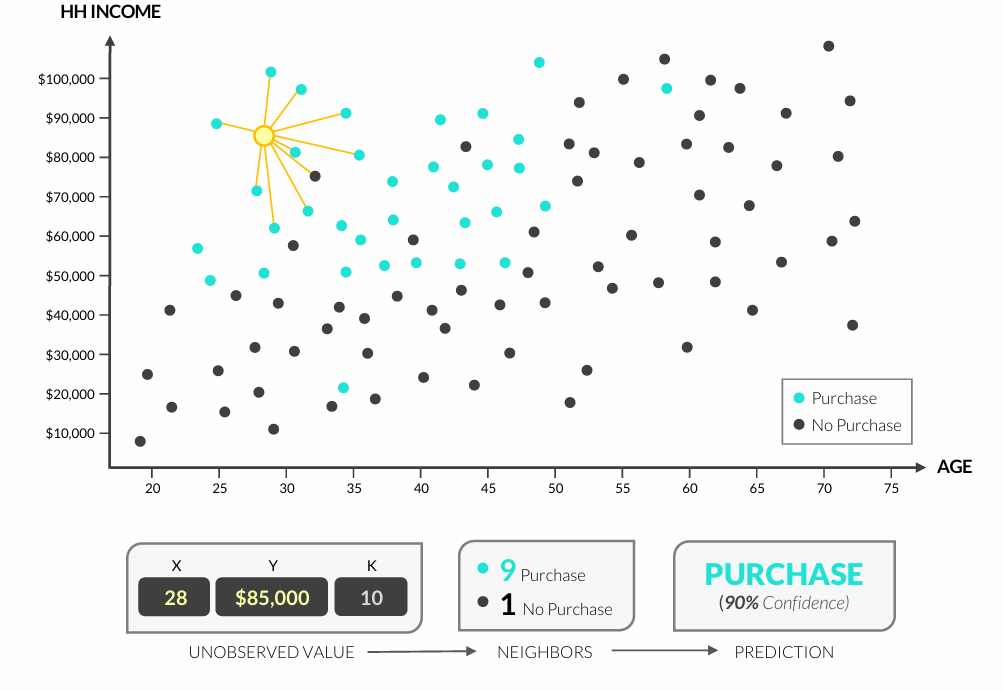 HH INCOME
$100,000
$90,000
$80,000
$70,000
$60,000
$50,000
$40,000
$30,000
$20,000
$10,000
Purchase
No Purchase
AGE
20 25 30 35 40 45 50 55 60 65 70 75
X Y K
28 $85,000 10
9 Purchase
1 No Purchase
PURCHASE
(90% Confidence)
UNOBSERVED VALUE NEIGHBORS PREDICTION